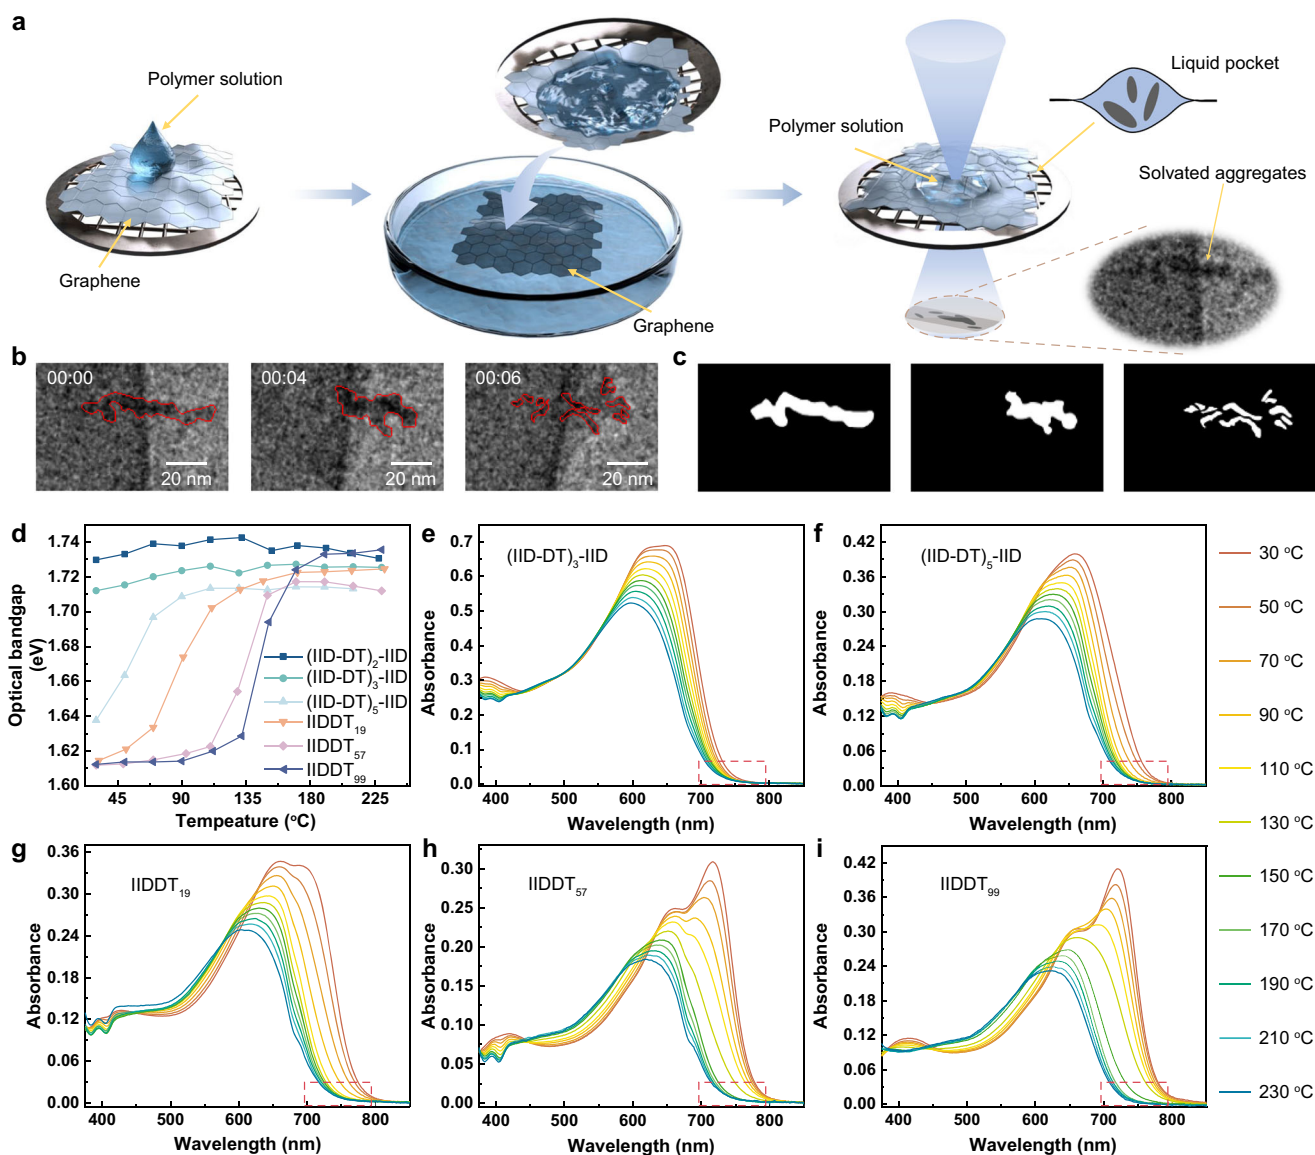 a
Polymer solution
Graphene
Graphene
Polymer solution
Liquid pocket
Solvated aggregates
b
00:00
20 nm
00:04
20 nm
00:06
20 nm
c
d
Optical bandgap
(eV)
1.74
1.72
1.70
1.68
1.66
1.64
1.62
1.60
45 90 135 180 225
Tempeature (°C)
(IID-DT)₂-IID
(IID-DT)₃-IID
(IID-DT)₅-IID
IIDDT₁₉
IIDDT₅₇
IIDDT₉₉
e
(IID-DT)₃-IID
Absorbance
0.7
0.6
0.5
0.4
0.3
0.2
0.1
0.0
400 500 600 700 800
Wavelength (nm)
f
(IID-DT)₅-IID
Absorbance
0.42
0.36
0.30
0.24
0.18
0.12
0.06
0.00
400 500 600 700 800
Wavelength (nm)
30 °C
50 °C
70 °C
90 °C
110 °C
130 °C
150 °C
170 °C
190 °C
210 °C
230 °C
g
IIDDT₁₉
Absorbance
0.36
0.30
0.24
0.18
0.12
0.06
0.00
400 500 600 700 800
Wavelength (nm)
h
IIDDT₅₇
Absorbance
0.30
0.25
0.20
0.15
0.10
0.05
0.00
400 500 600 700 800
Wavelength (nm)
i
IIDDT₉₉
Absorbance
0.42
0.36
0.30
0.24
0.18
0.12
0.06
0.00
400 500 600 700 800
Wavelength (nm)